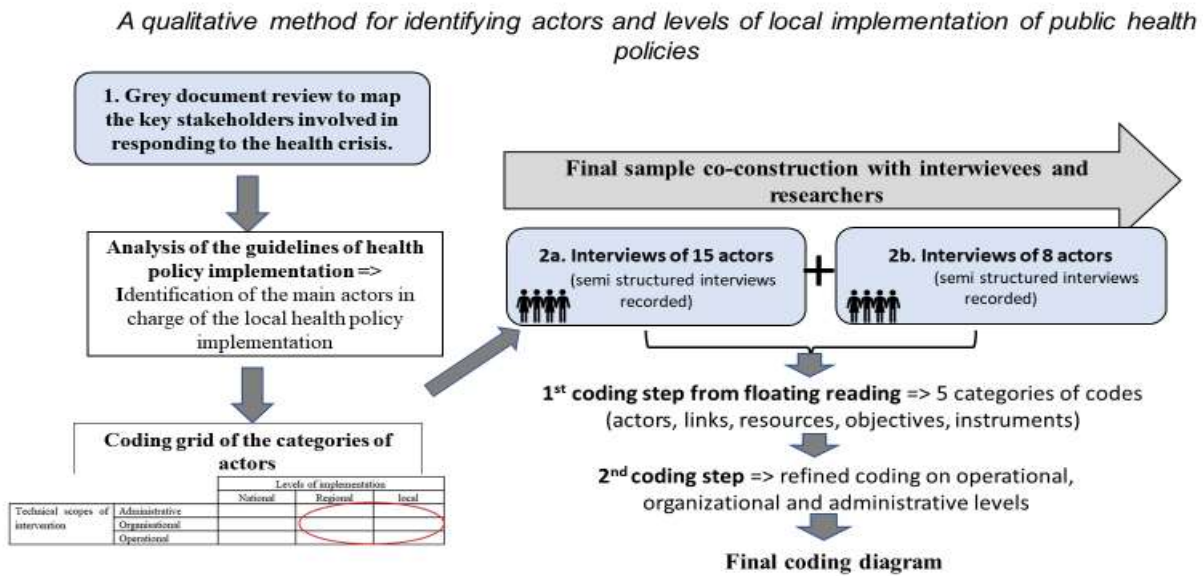 A qualitative method for identifying actors and levels of local implementation of public health
policies
1. Grey document review to map
the key stakeholders involved in
responding to the health crisis.
Analysis of the guidelines of health
policy implementation =>
Identification of the main actors in
charge of the local health policy
implementation
Coding grid of the categories of
actors
Levels of implementation
National Regional local
Technical scopes of
intervention
Administrative
Organisational
Operational
Final sample co-construction with interwievees and
researchers
2a. Interviews of 15 actors
(semi structured interviews
recorded)
+
2b. Interviews of 8 actors
(semi structured interviews
recorded)
1st coding step from floating reading => 5 categories of codes
(actors, links, resources, objectives, instruments)
2nd coding step => refined coding on operational,
organizational and administrative levels
Final coding diagram